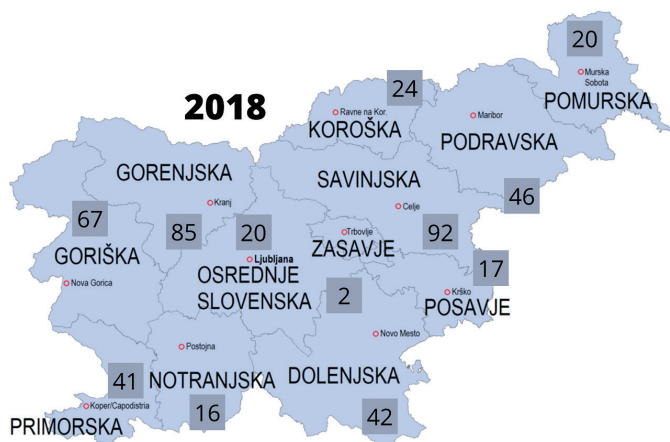 20
Murska
Sobota
POMURSKA
24
2018
Ravne na Kor.
KOROŠKA
Maribor
PODRAVSKA
GORENJSKA
SAVINJSKA
Kranj
Celje
46
67
85
20
Trbovlje
92
GORIŠKA
ZASAVJE
Ljubljana
OSREDNJE
SLOVENSKA
17
Nova Gorica
2
Krško
POSAVJE
Novo Mesto
Postojna
41
NOTRANJSKA
DOLENJSKA
Koper/Capodistria
PRIMORSKA
16
42